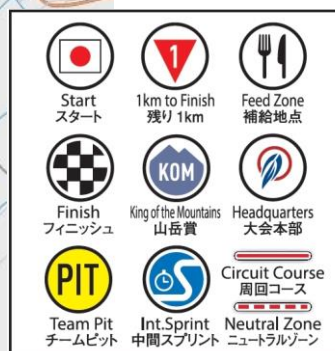 1
Start
スタート
1km to Finish
残り 1km
Feed Zone
補給地点
KOM
Finish
フィニッシュ
King of the Mountains
山岳賞
Headquarters
大会本部
PIT
S
Team Pit
チームピット
Int.Sprint
中間スプリント
Circuit Course
周回コース
Neutral Zone
ニュートラルゾーン